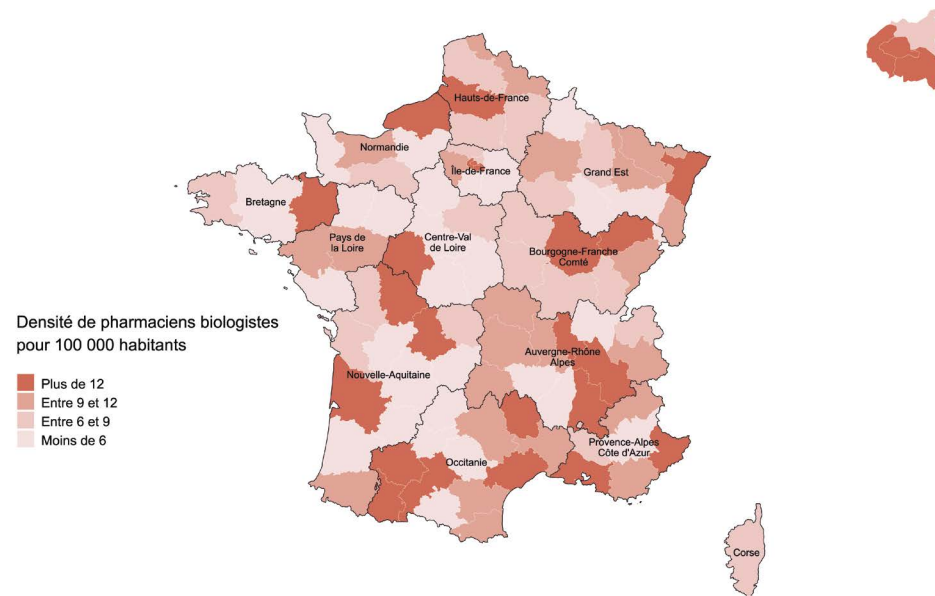 Hauts-de-France
Normandie
Île-de-France
Grand Est
Bretagne
Pays de
la Loire
Centre-Val
de Loire
Bourgogne-Franche
Comté
Densité de pharmaciens biologistes
pour 100 000 habitants
Plus de 12
Entre 9 et 12
Entre 6 et 9
Moins de 6
Auvergne-Rhône
Alpes
Nouvelle-Aquitaine
Provence-Alpes
Côte d'Azur
Occitanie
Corse